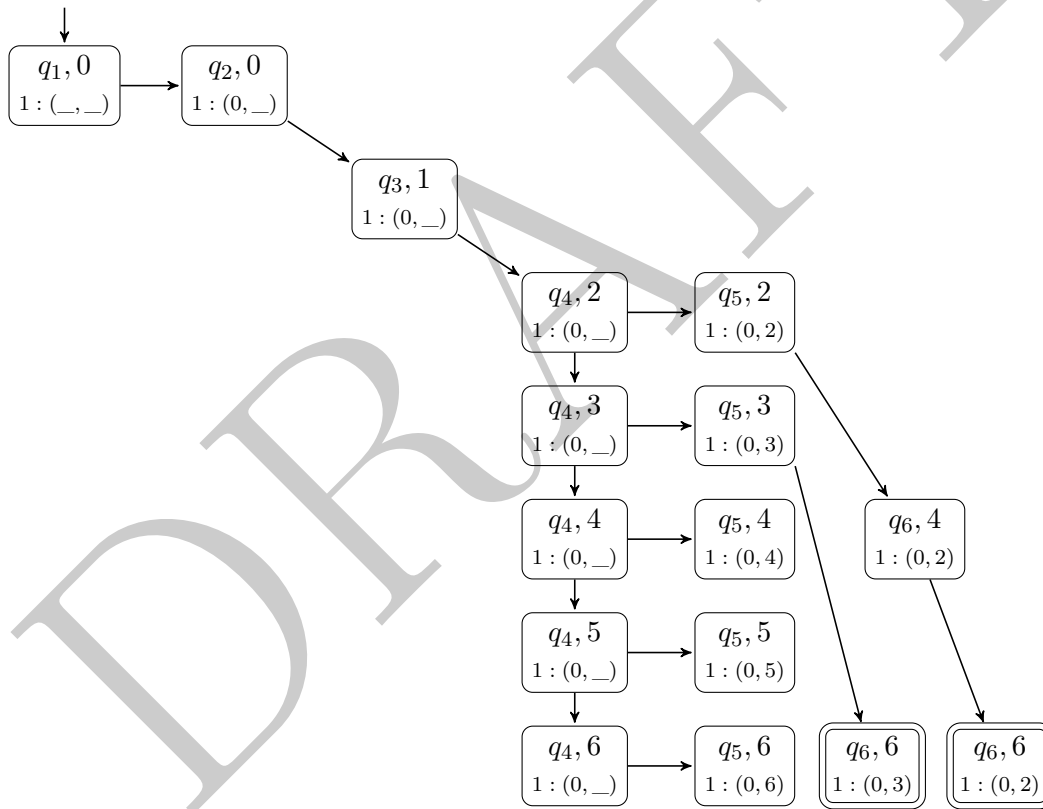 q₁, 0
1 : (_, _)
q₂, 0
1 : (0, _)
q₃, 1
1 : (0, _)
q₄, 2
1 : (0, _)
q₅, 2
1 : (0, 2)
q₄, 3
1 : (0, _)
q₅, 3
1 : (0, 3)
q₄, 4
1 : (0, _)
q₅, 4
1 : (0, 4)
q₆, 4
1 : (0, 2)
q₄, 5
1 : (0, _)
q₅, 5
1 : (0, 5)
q₄, 6
1 : (0, _)
q₅, 6
1 : (0, 6)
q₆, 6
1 : (0, 3)
q₆, 6
1 : (0, 2)
DRAFT